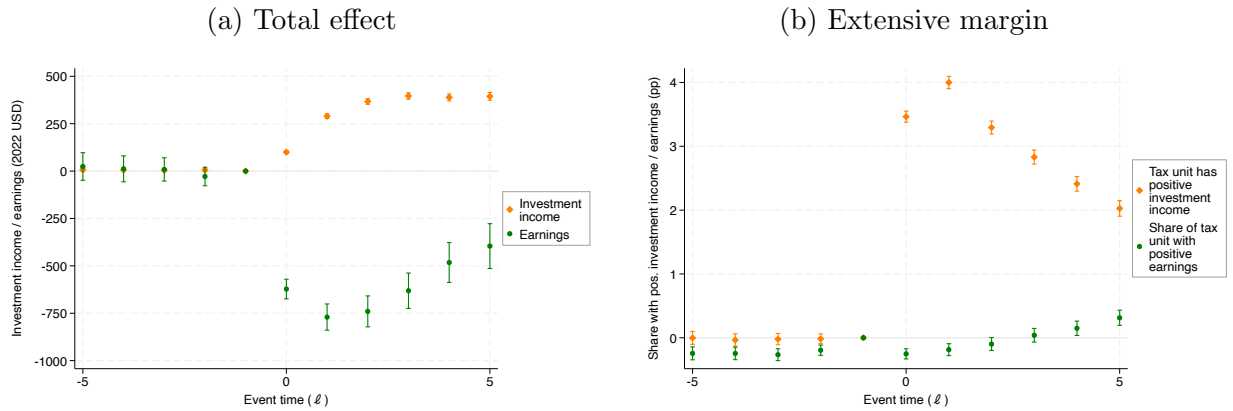 (a) Total effect
500
250
0
-250
-500
-750
-1000
Investment income / earnings (2022 USD)
-5
0
5
Event time (ℓ)
Investment
income
Earnings
(b) Extensive margin
4
3
2
1
0
Share with pos. investment income / earnings (pp)
-5
0
5
Event time (ℓ)
Tax unit has
positive
investment
income
Share of tax
unit with
positive
earnings